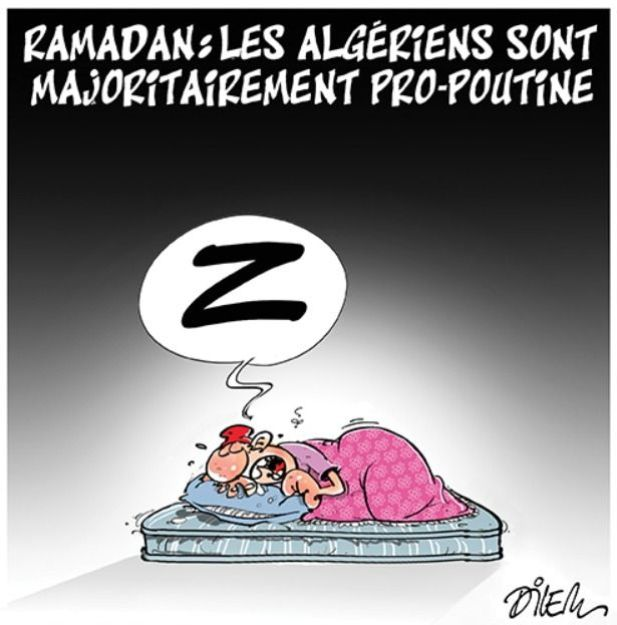 RAMADAN: LES ALGÉRIENS SONT
MAJORITAIREMENT PRO-POUTINE
Z
DILEM